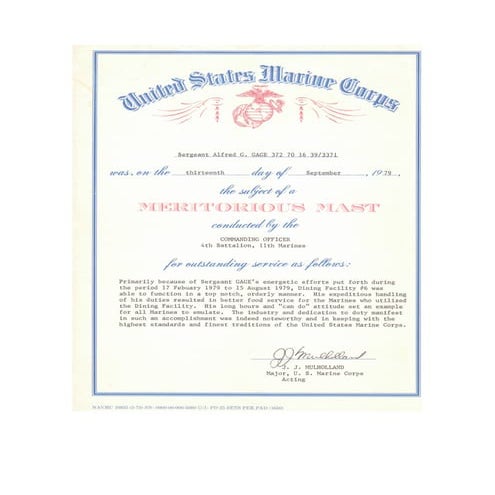 United States Marine Corps
Sergeant Alfred G. GAGE 372 70 16 39/3371
was, on the thirteenth day of September, 1979,
the subject of a
MERITORIOUS MAST
conducted by the
COMMANDING OFFICER
4th Battalion, 11th Marines
for outstanding service as follows:
Primarily because of Sergeant GAGE's energetic efforts put forth during
the period 17 Febuary 1979 to 15 August 1979, Dining Facility #6 was
able to function in a top notch, orderly manner. His expeditious handling
of his duties resulted in better food service for the Marines who utilized
the Dining Facility. His long hours and "can do" attitude set an example
for all Marines to emulate. The industry and dedication to duty manifest
in such an accomplishment was indeed noteworthy and in keeping with the
highest standards and finest traditions of the United States Marine Corps.
J J Mulholland
J. J. MULHOLLAND
Major, U. S. Marine Corps
Acting